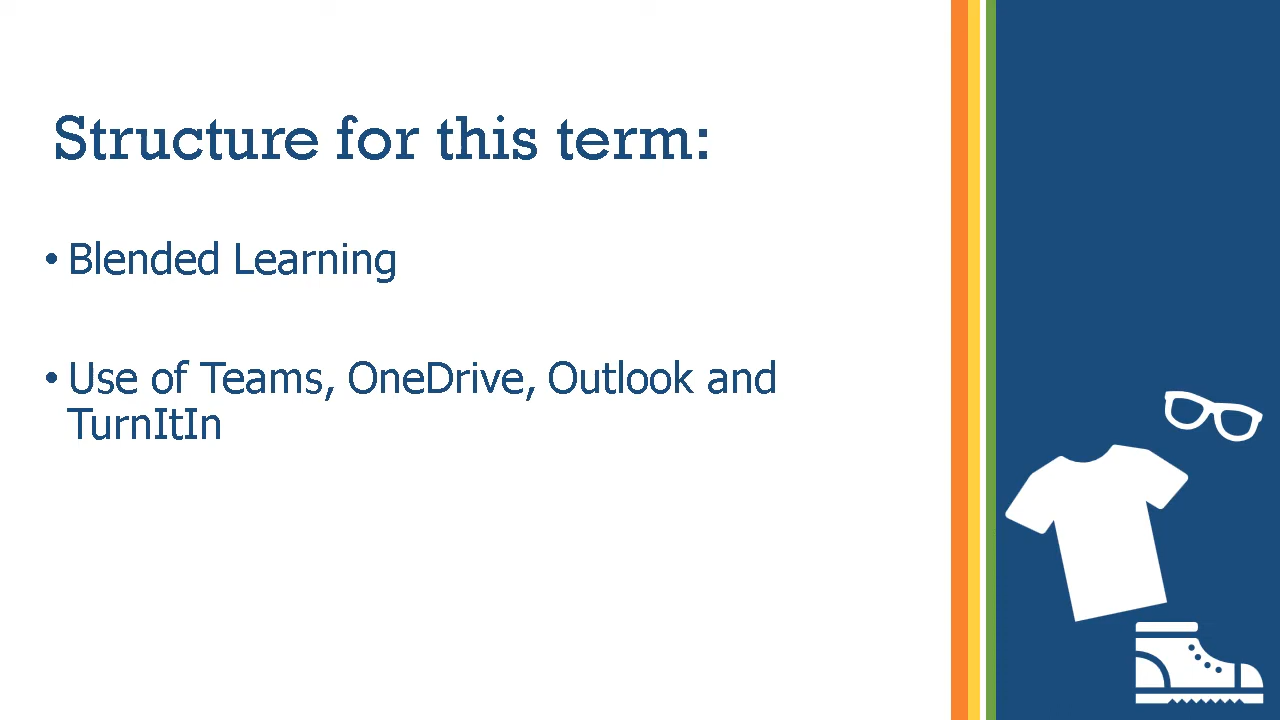 Structure for this term:
• Blended Learning
• Use of Teams, OneDrive, Outlook and
TurnItIn